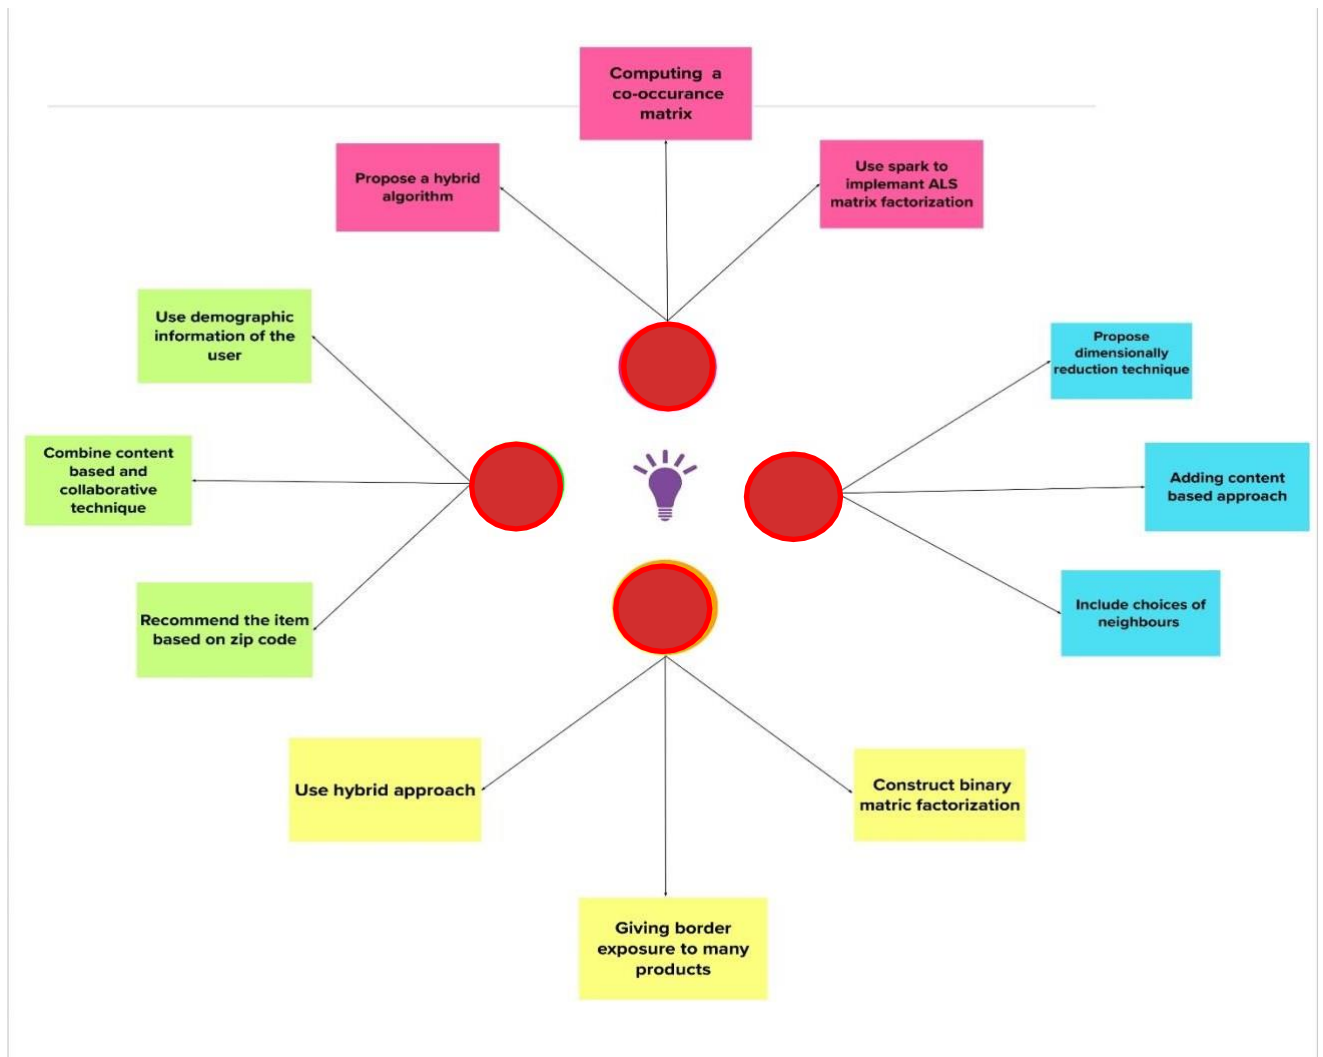 Computing a
co-occurance
matrix
Propose a hybrid
algorithm
Use spark to
implemant ALS
matrix factorization
Use demographic
information of the
user
Combine content
based and
collaborative
technique
Recommend the item
based on zip code
Propose
dimensionally
reduction technique
Adding content
based approach
Include choices of
neighbours
Use hybrid approach
Giving border
exposure to many
products
Construct binary
matric factorization